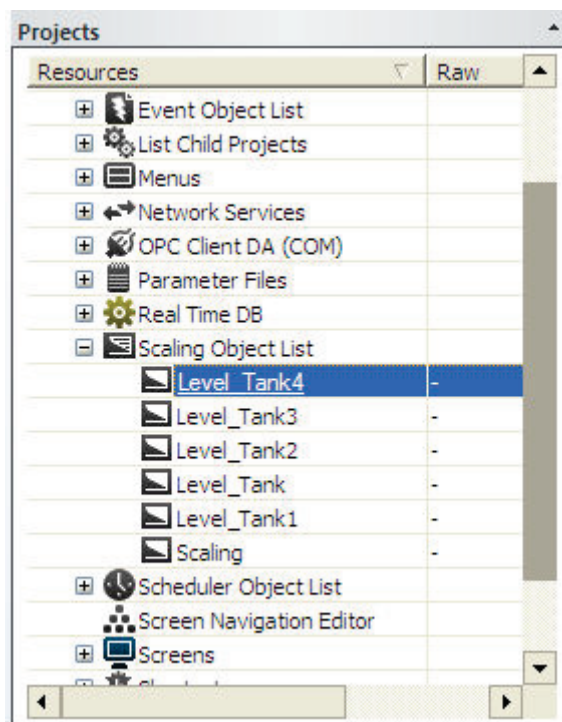 Projects
Resources Raw
Event Object List
List Child Projects
Menus
Network Services
OPC Client DA (COM)
Parameter Files
Real Time DB
Scaling Object List
Level_Tank4 -
Level_Tank3 -
Level_Tank2 -
Level_Tank -
Level_Tank1 -
Scaling -
Scheduler Object List
Screen Navigation Editor
Screens